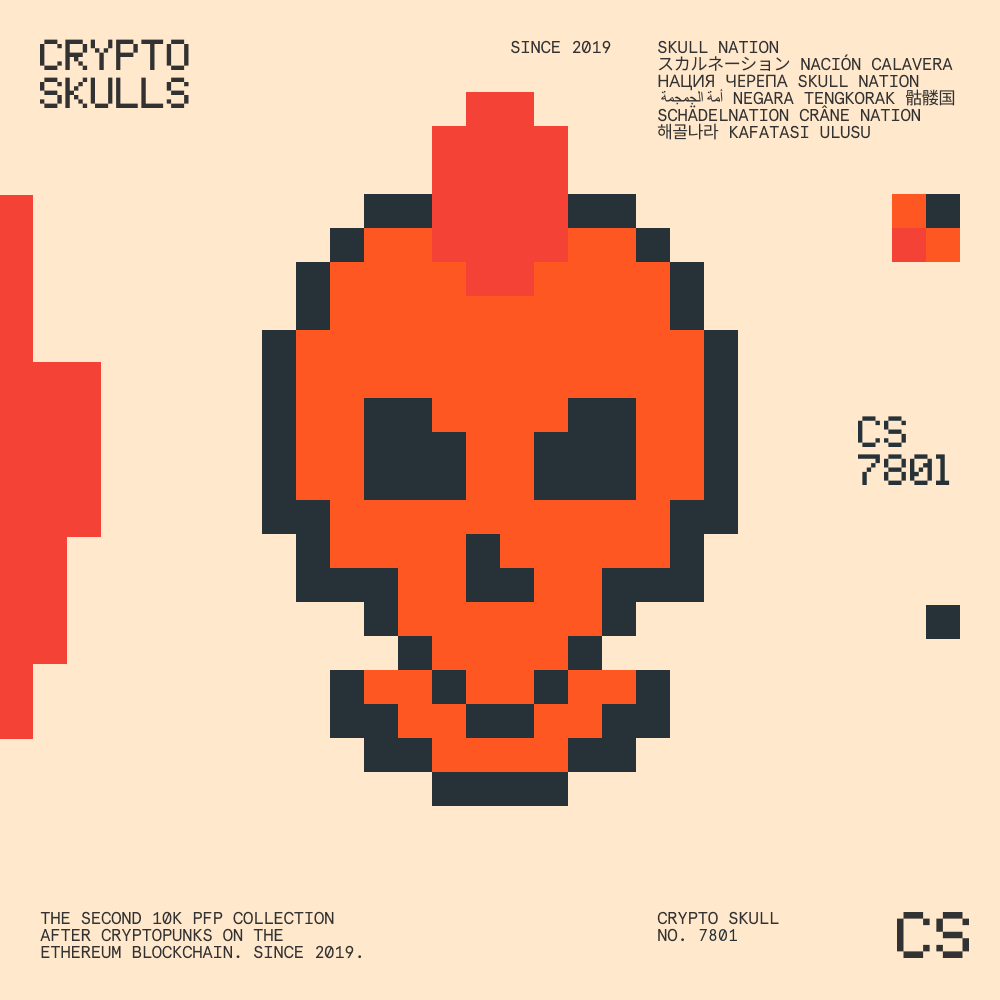 CRYPTO
SKULLS
SINCE 2019
SKULL NATION
スカルネーション NACIÓN CALAVERA
НАЦИЯ ЧЕРЕПА SKULL NATION
أمة الجمجمة NEGARA TENGKORAK 骷髅国
SCHÄDELNATION CRÂNE NATION
해골나라 KAFATASI ULUSU
CS
7801
THE SECOND 10K PFP COLLECTION
AFTER CRYPTOPUNKS ON THE
ETHEREUM BLOCKCHAIN. SINCE 2019.
CRYPTO SKULL
NO. 7801
CS